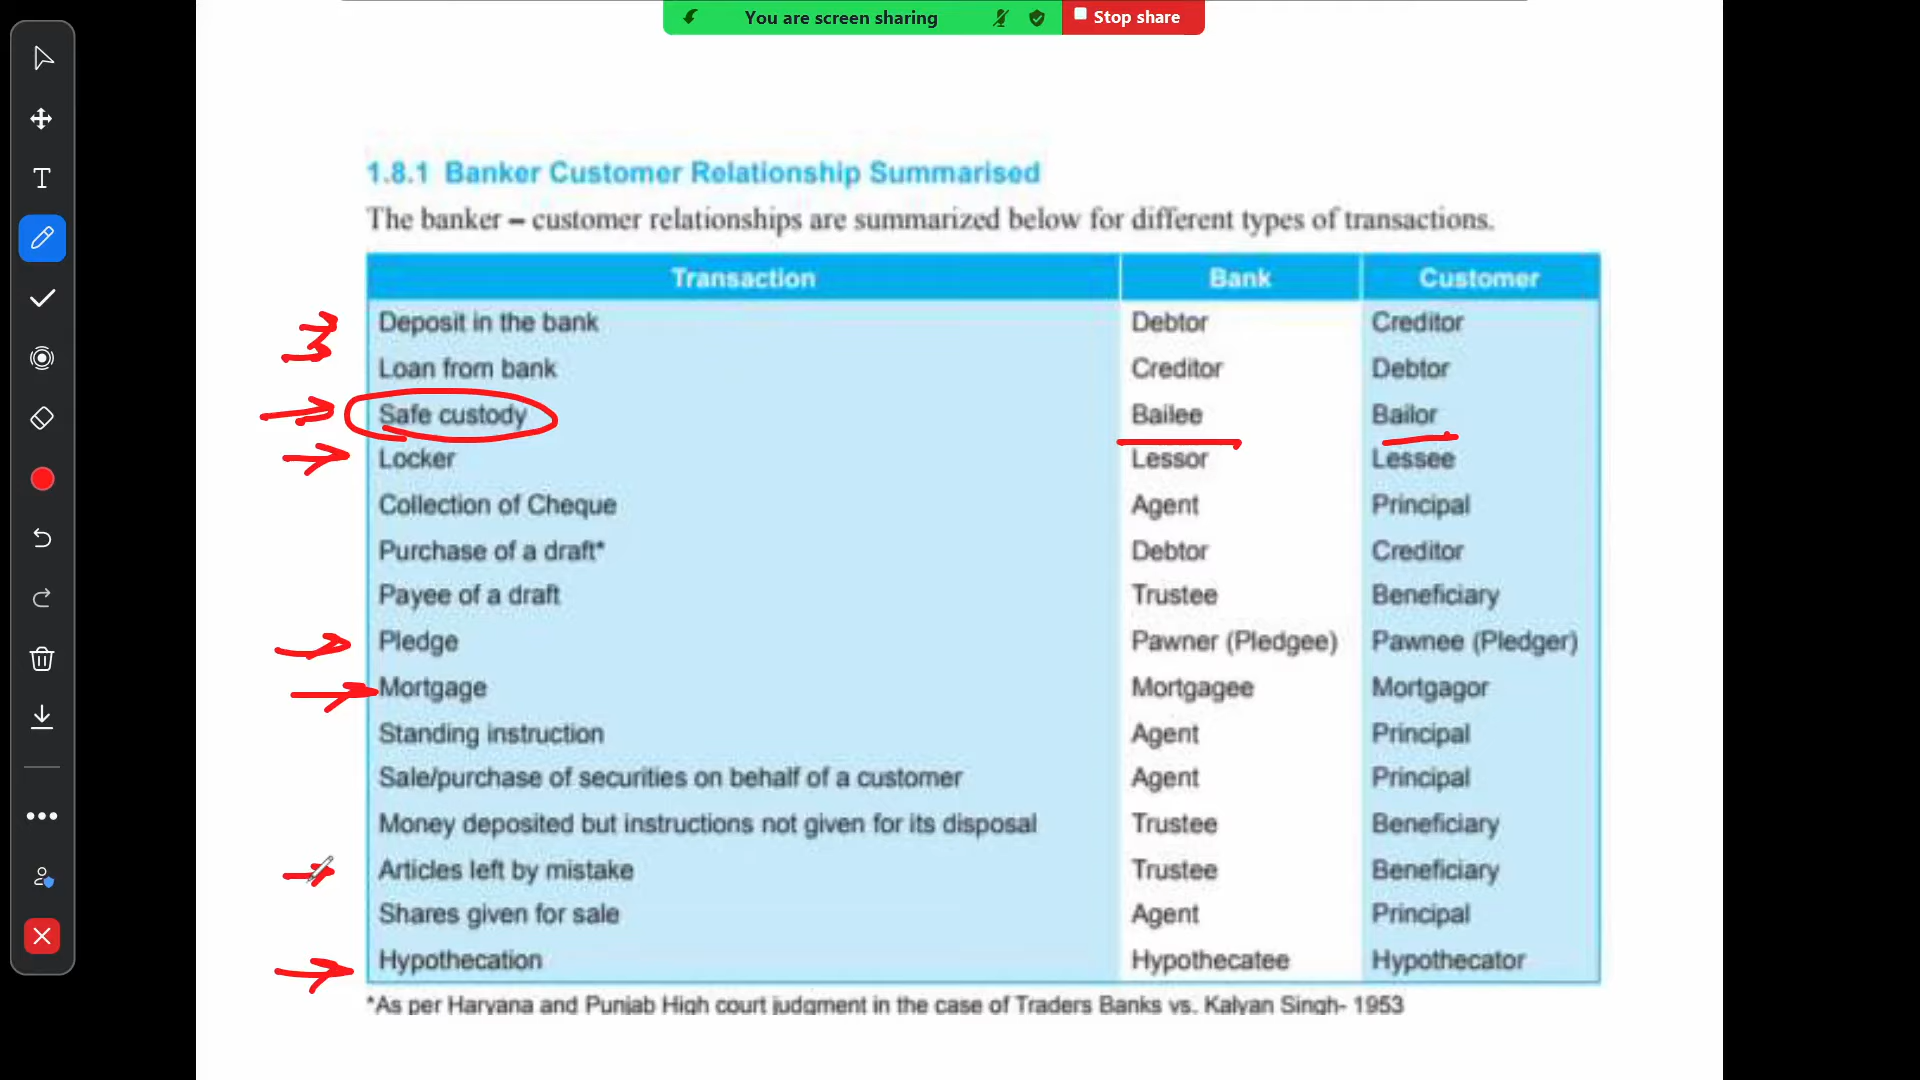 You are screen sharing Stop share
T
1.8.1 Banker Customer Relationship Summarised
The banker – customer relationships are summarized below for different types of transactions.
Transaction Bank Customer
Deposit in the bank Debtor Creditor
Loan from bank Creditor Debtor
Safe custody Bailee Bailor
Locker Lessor Lessee
Collection of Cheque Agent Principal
Purchase of a draft* Debtor Creditor
Payee of a draft Trustee Beneficiary
Pledge Pawner (Pledgee) Pawnee (Pledger)
Mortgage Mortgagee Mortgagor
Standing instruction Agent Principal
Sale/purchase of securities on behalf of a customer Agent Principal
Money deposited but instructions not given for its disposal Trustee Beneficiary
Articles left by mistake Trustee Beneficiary
Shares given for sale Agent Principal
Hypothecation Hypothecatee Hypothecator
*As per Haryana and Punjab High court judgment in the case of Traders Banks vs. Kalyan Singh- 1953